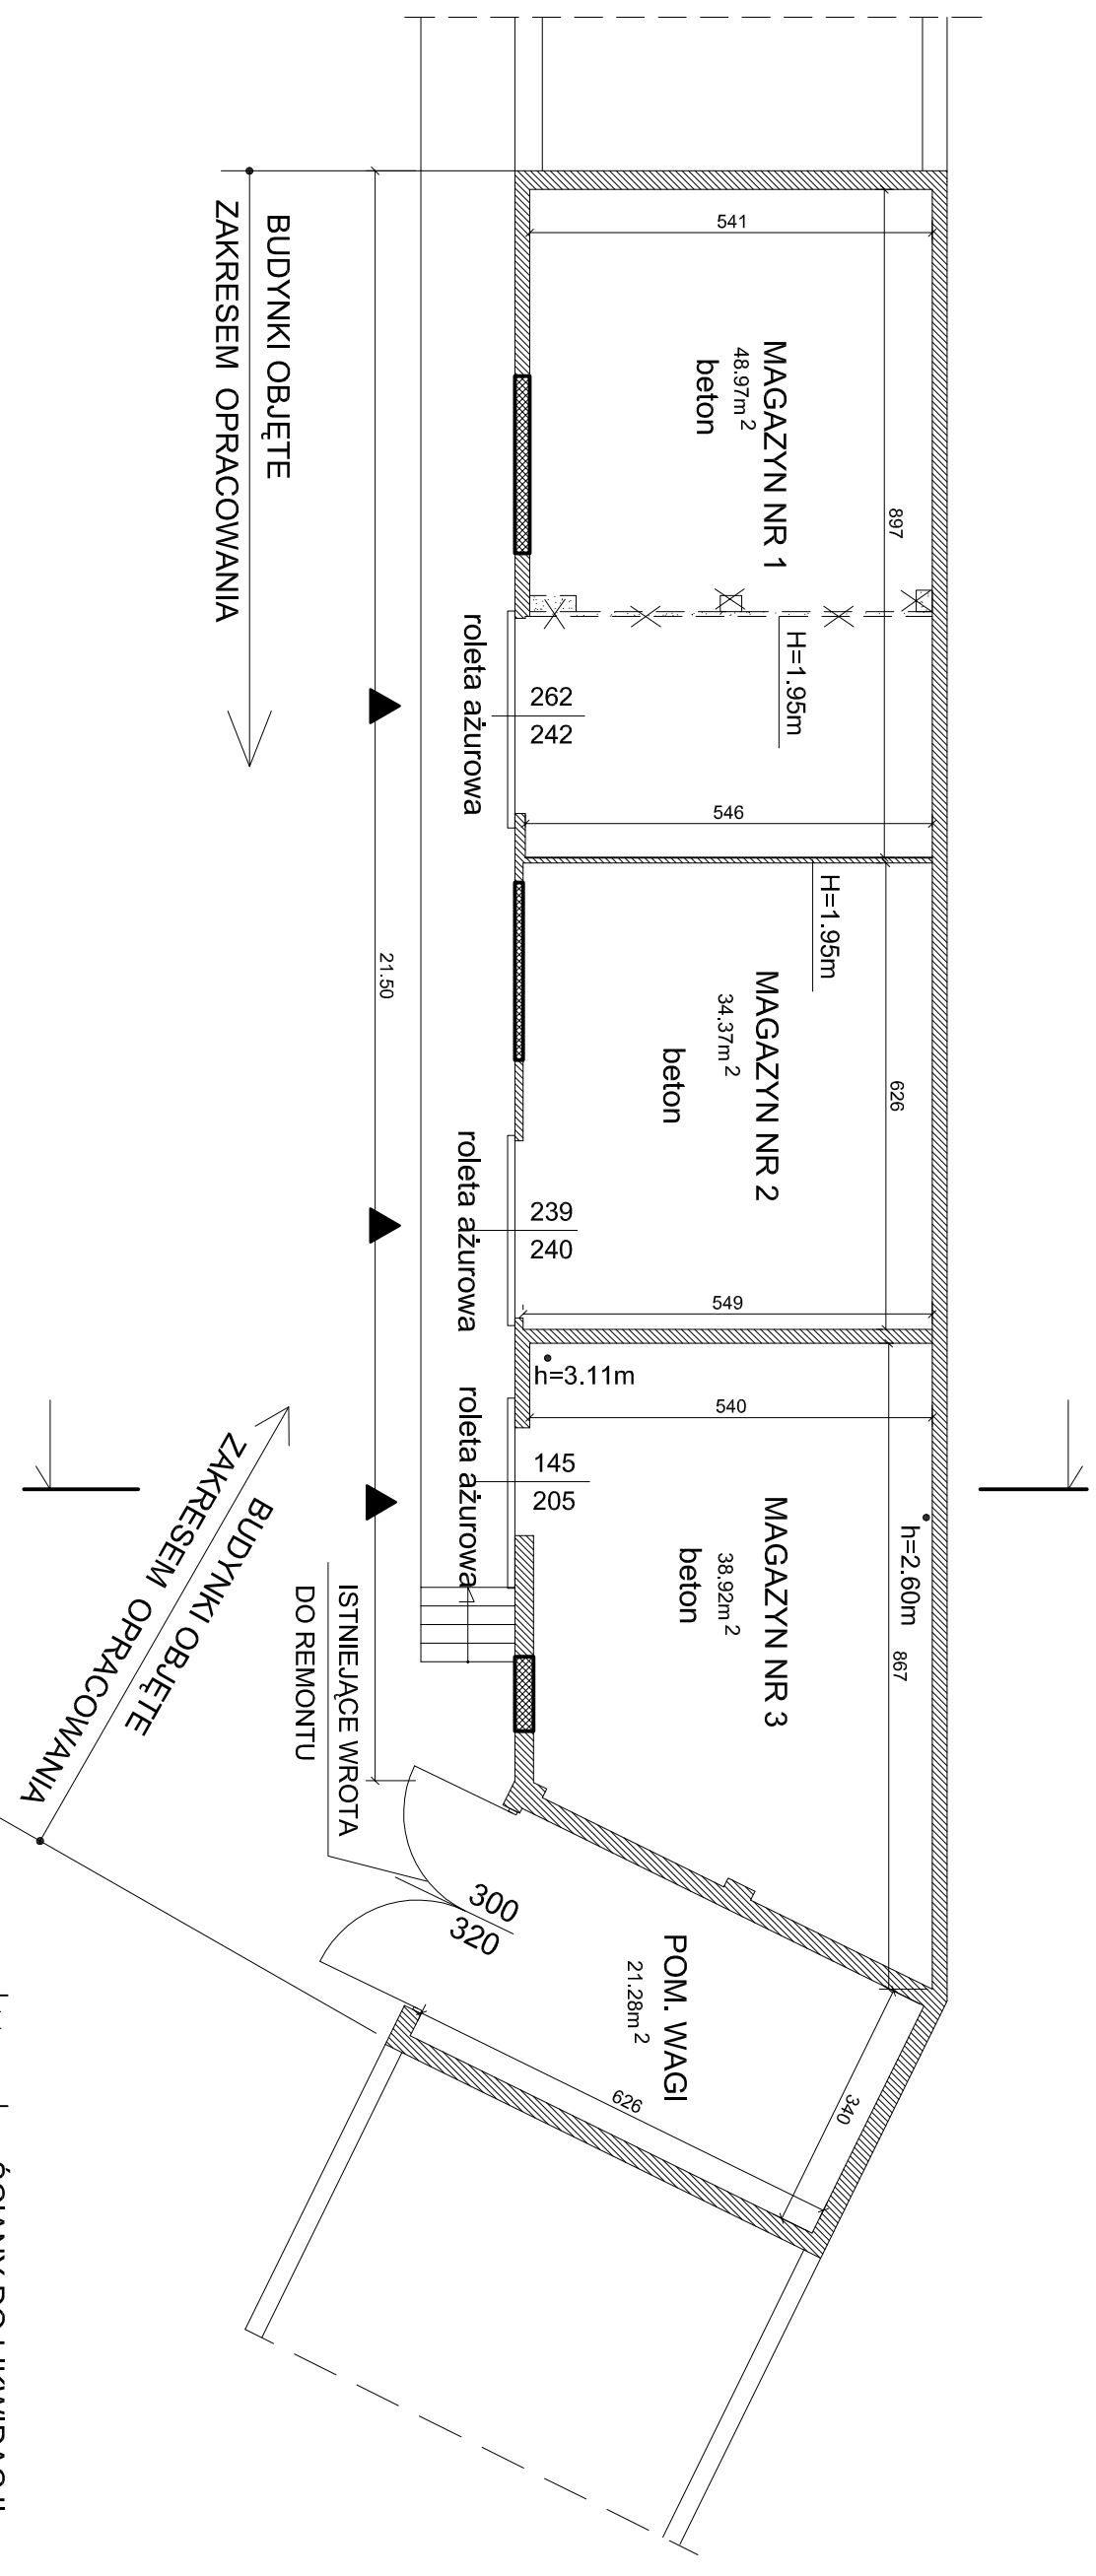 541
897
MAGAZYN NR 1
48.97m²
beton
BUDYNKI OBJĘTE
ZAKRESEM OPRACOWANIA
H=1.95m
262
242
roleta ażurowa
546
H=1.95m
21.50
MAGAZYN NR 2
34.37m²
beton
626
239
240
roleta ażurowa
549
h=3.11m
540
145
205
roleta ażurowa
MAGAZYN NR 3
38.92m²
beton
h=2.60m
867
BUDYNKI OBJĘTE
ZAKRESEM OPRACOWANIA
ISTNIEJĄCE WROTA
DO REMONTU
300
320
POM. WAGI
21.28m²
626
340